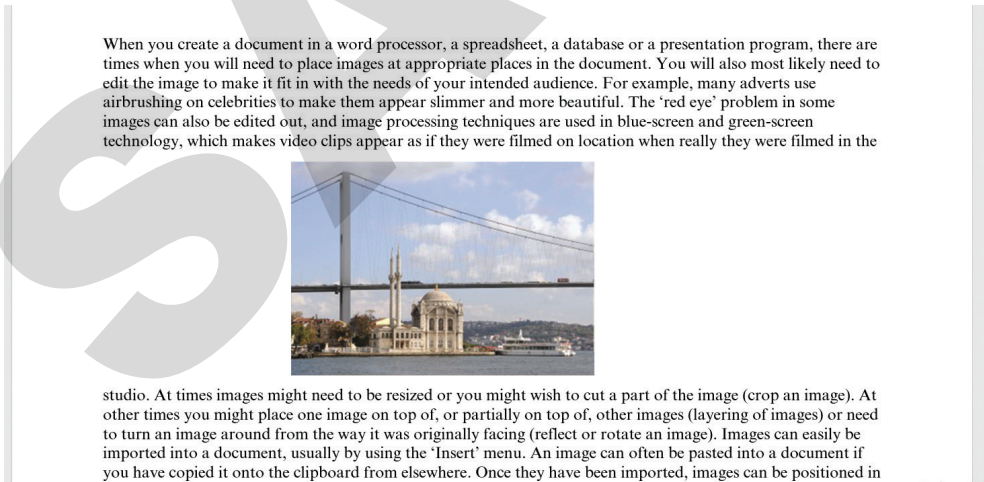 When you create a document in a word processor, a spreadsheet, a database or a presentation program, there are
times when you will need to place images at appropriate places in the document. You will also most likely need to
edit the image to make it fit in with the needs of your intended audience. For example, many adverts use
airbrushing on celebrities to make them appear slimmer and more beautiful. The ‘red eye’ problem in some
images can also be edited out, and image processing techniques are used in blue-screen and green-screen
technology, which makes video clips appear as if they were filmed on location when really they were filmed in the
studio. At times images might need to be resized or you might wish to cut a part of the image (crop an image). At
other times you might place one image on top of, or partially on top of, other images (layering of images) or need
to turn an image around from the way it was originally facing (reflect or rotate an image). Images can easily be
imported into a document, usually by using the ‘Insert’ menu. An image can often be pasted into a document if
you have copied it onto the clipboard from elsewhere. Once they have been imported, images can be positioned in